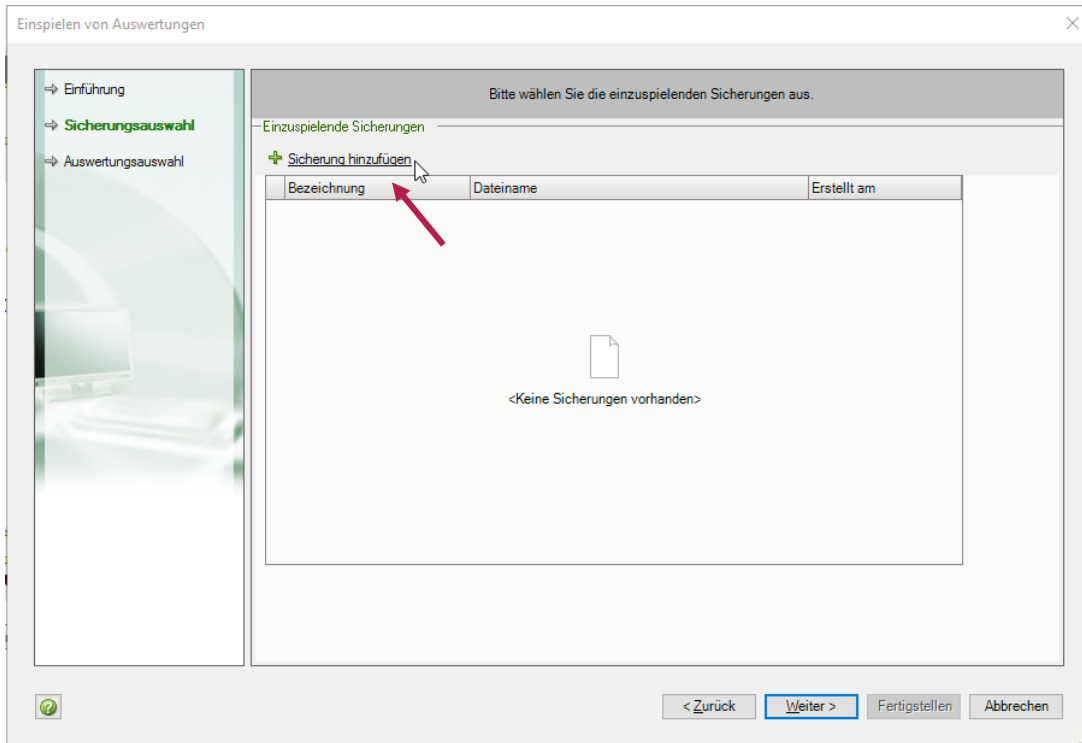 Einspielen von Auswertungen
Einführung
Sicherungsauswahl
Auswertungsauswahl
Bitte wählen Sie die einzuspielenden Sicherungen aus.
Einzuspielende Sicherungen
Sicherung hinzufügen
Bezeichnung Dateiname Erstellt am
<Keine Sicherungen vorhanden>
< Zurück Weiter > Fertigstellen Abbrechen